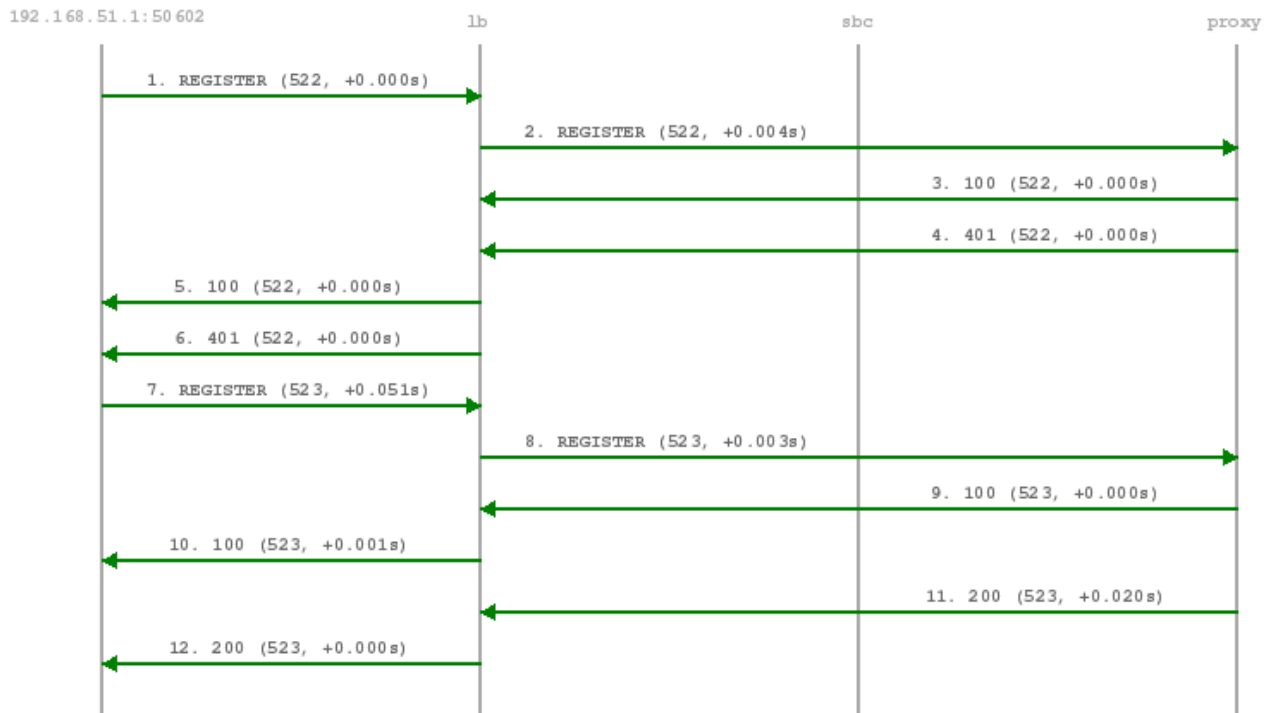 192.168.51.1:50602
lb
sbc
proxy
1. REGISTER (522, +0.000s)
2. REGISTER (522, +0.004s)
3. 100 (522, +0.000s)
4. 401 (522, +0.000s)
5. 100 (522, +0.000s)
6. 401 (522, +0.000s)
7. REGISTER (523, +0.051s)
8. REGISTER (523, +0.003s)
9. 100 (523, +0.000s)
10. 100 (523, +0.001s)
11. 200 (523, +0.020s)
12. 200 (523, +0.000s)